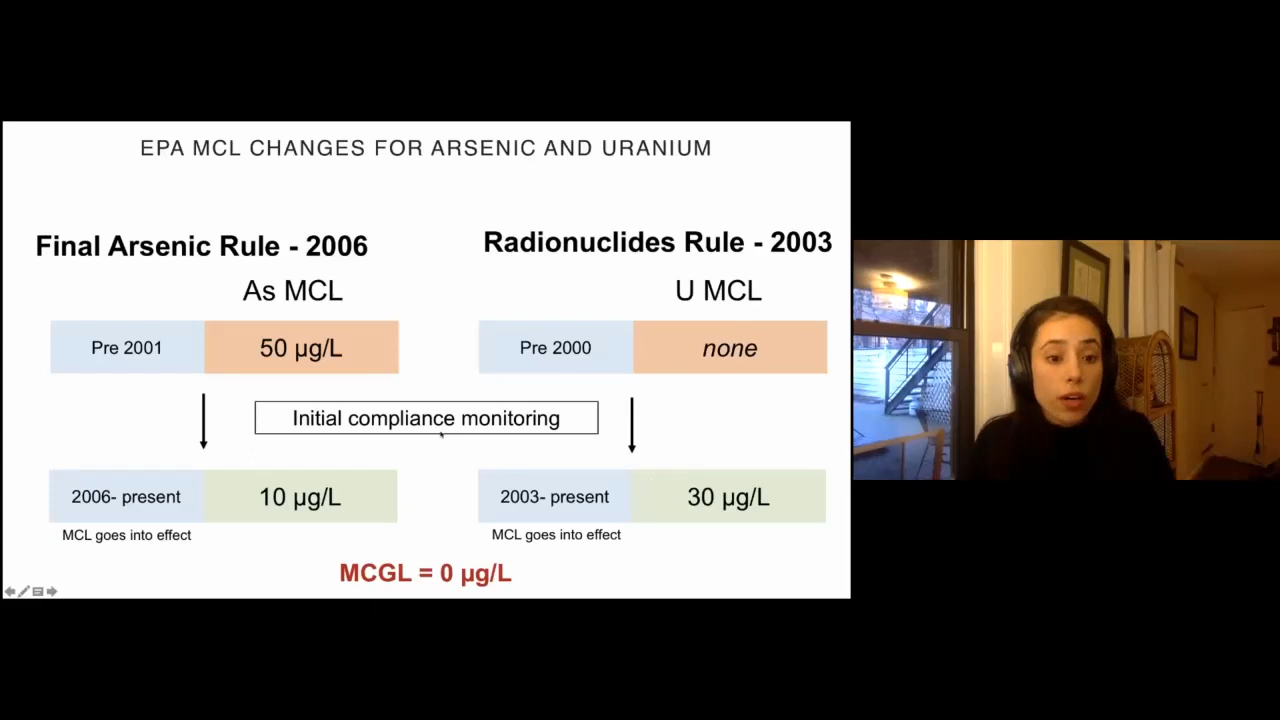 EPA MCL CHANGES FOR ARSENIC AND URANIUM
Final Arsenic Rule - 2006
As MCL
Pre 2001
50 µg/L
Radionuclides Rule - 2003
U MCL
Pre 2000
none
Initial compliance monitoring
2006- present
10 µg/L
MCL goes into effect
2003- present
30 µg/L
MCL goes into effect
MCGL = 0 µg/L